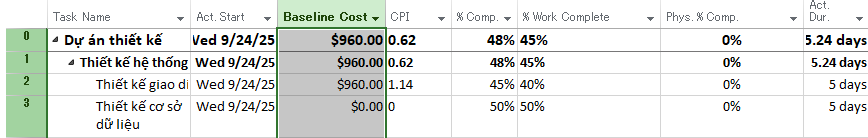 Task Name Act. Start Baseline Cost CPI % Comp. % Work Complete Phys. % Comp. Act. Dur.
0 Dự án thiết kế Wed 9/24/25 $960.00 0.62 48% 45% 0% 5.24 days
1 Thiết kế hệ thống Wed 9/24/25 $960.00 0.62 48% 45% 0% 5.24 days
2 Thiết kế giao di Wed 9/24/25 $960.00 1.14 45% 40% 0% 5 days
3 Thiết kế cơ sở dữ liệu Wed 9/24/25 $0.00 0 50% 50% 0% 5 days